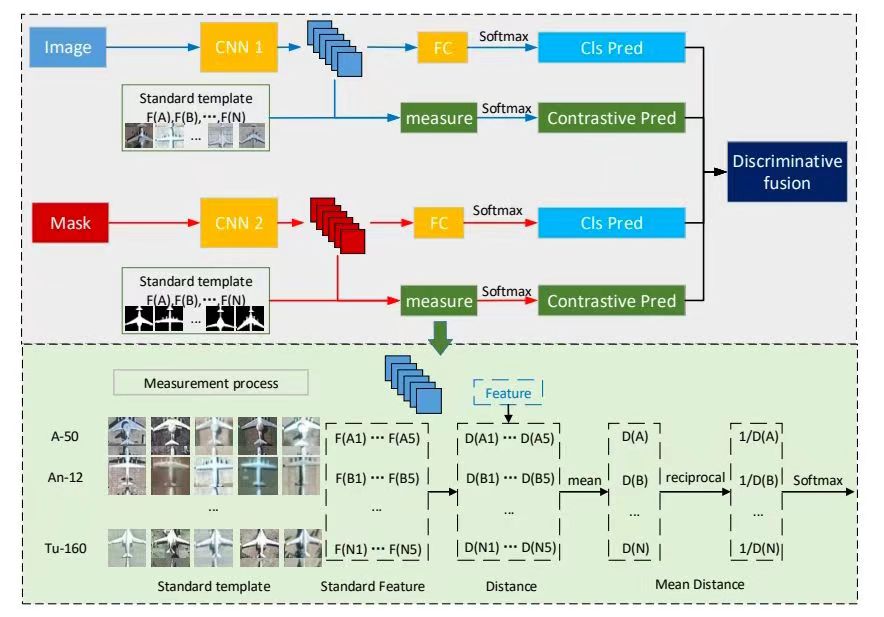 Image
CNN 1
FC
Softmax
Cls Pred
Standard template
F(A),F(B),···,F(N)
...
measure
Softmax
Contrastive Pred
Discriminative
fusion
Mask
CNN 2
FC
Softmax
Cls Pred
Standard template
F(A),F(B),···,F(N)
...
measure
Softmax
Contrastive Pred
Measurement process
Feature
A-50
F(A1) ··· F(A5)
D(A1) ··· D(A5)
D(A)
1/D(A)
An-12
F(B1) ··· F(B5)
D(B1) ··· D(B5)
mean
D(B)
reciprocal
1/D(B)
Softmax
...
...
...
...
...
Tu-160
F(N1) ··· F(N5)
D(N1) ··· D(N5)
D(N)
1/D(N)
Standard template
Standard Feature
Distance
Mean Distance